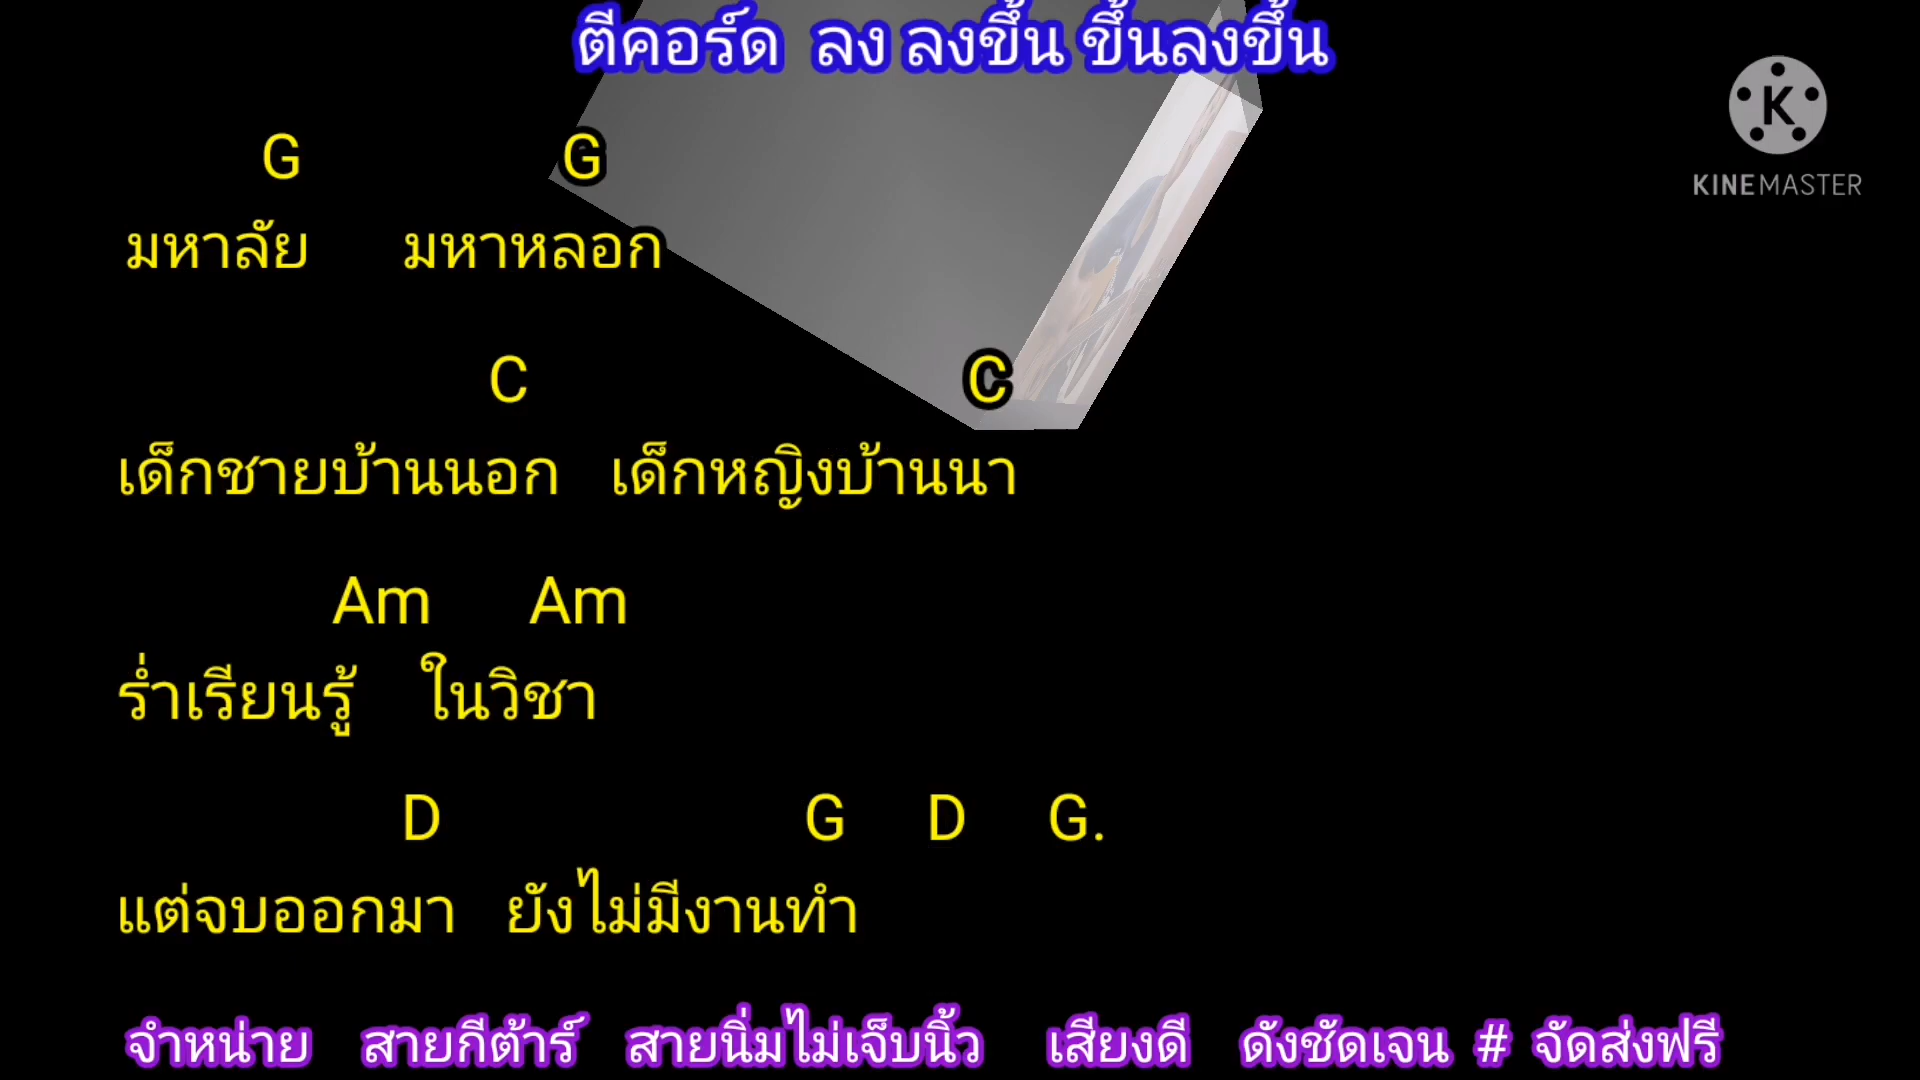 ตีคอร์ด ลง ลงขึ้น ขึ้นลงขึ้น
K
KINEMASTER
G G
มหาลัย มหาหลอก
C C
เด็กชายบ้านนอก เด็กหญิงบ้านนา
Am Am
ร่ำเรียนรู้ ในวิชา
D G D G.
แต่จบออกมา ยังไม่มีงานทำ
จำหน่าย สายกีต้าร์ สายนิ่มไม่เจ็บนิ้ว เสียงดี ดังชัดเจน # จัดส่งฟรี